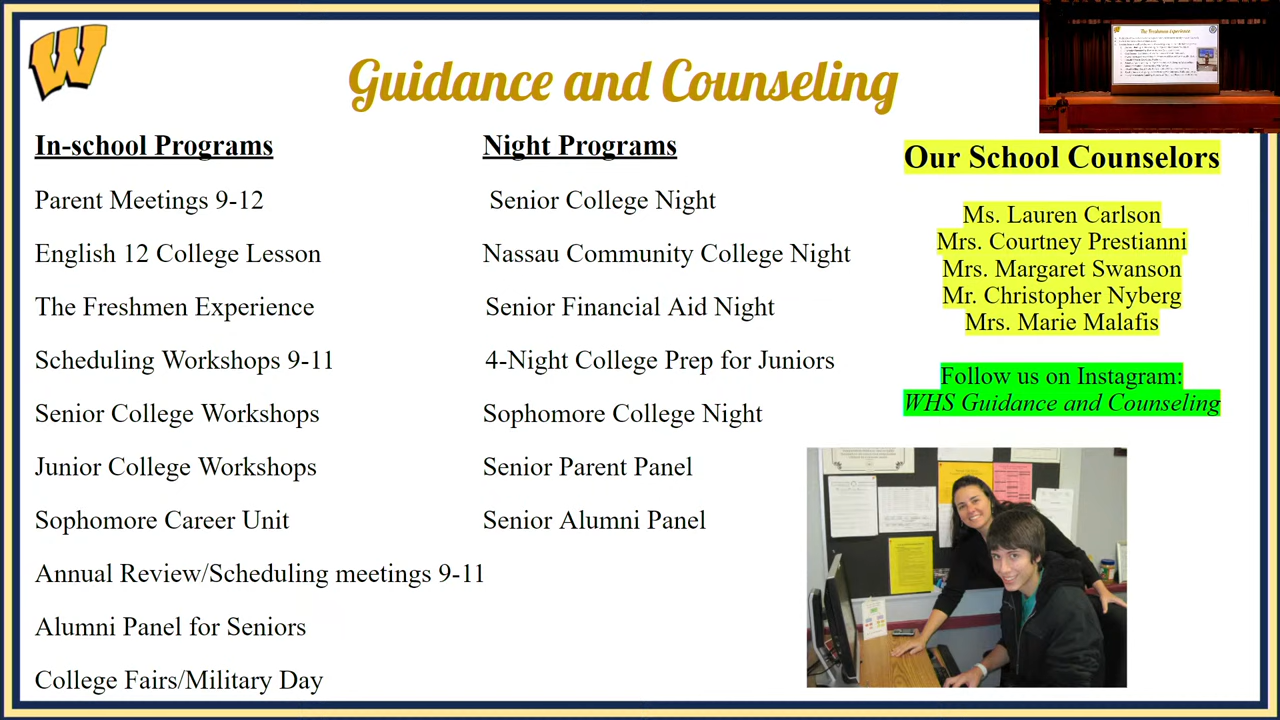 W
Guidance and Counseling
The Freshmen Experience
In-school Programs
Parent Meetings 9-12
English 12 College Lesson
The Freshmen Experience
Scheduling Workshops 9-11
Senior College Workshops
Junior College Workshops
Sophomore Career Unit
Annual Review/Scheduling meetings 9-11
Alumni Panel for Seniors
College Fairs/Military Day
Night Programs
Senior College Night
Nassau Community College Night
Senior Financial Aid Night
4-Night College Prep for Juniors
Sophomore College Night
Senior Parent Panel
Senior Alumni Panel
Our School Counselors
Ms. Lauren Carlson
Mrs. Courtney Prestianni
Mrs. Margaret Swanson
Mr. Christopher Nyberg
Mrs. Marie Malafis
Follow us on Instagram:
WHS Guidance and Counseling